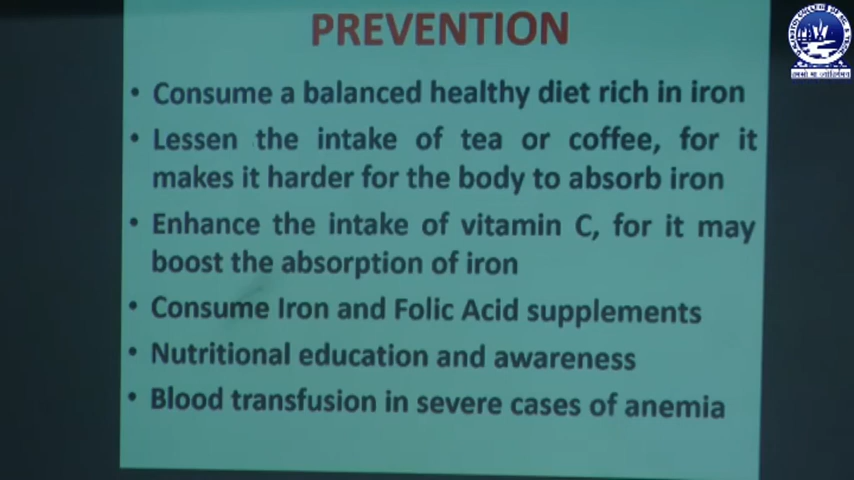 PREVENTION
• Consume a balanced healthy diet rich in iron
• Lessen the intake of tea or coffee, for it
makes it harder for the body to absorb iron
• Enhance the intake of vitamin C, for it may
boost the absorption of iron
• Consume Iron and Folic Acid supplements
• Nutritional education and awareness
• Blood transfusion in severe cases of anemia
तमसो मा ज्योतिर्गमय